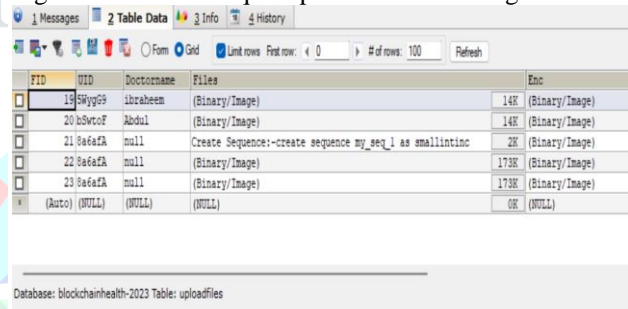 1 Messages 2 Table Data 3 Info 4 History
Form Grid Limit rows First row: 0 # of rows: 100 Refresh
FID UID Doctorname Files Enc
19 5WygG9 ibraheem (Binary/Image) 14K (Binary/Image)
20 bSwtoF Abdul (Binary/Image) 14K (Binary/Image)
21 8a6afA null Create Sequence:-create sequence my_seq_1 as smallintinc 2K (Binary/Image)
22 8a6afA null (Binary/Image) 173K (Binary/Image)
23 8a6afA null (Binary/Image) 173K (Binary/Image)
* (Auto) (NULL) (NULL) (NULL) 0K (NULL)
Database: blockchainhealth-2023 Table: uploadfiles